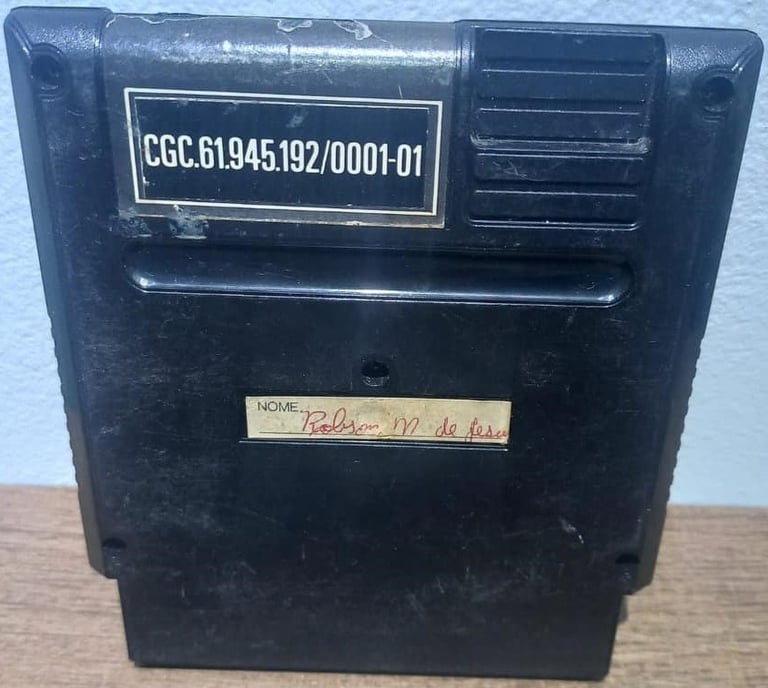 CGC.61.945.192/0001-01
NOME. Robson M de Jesu